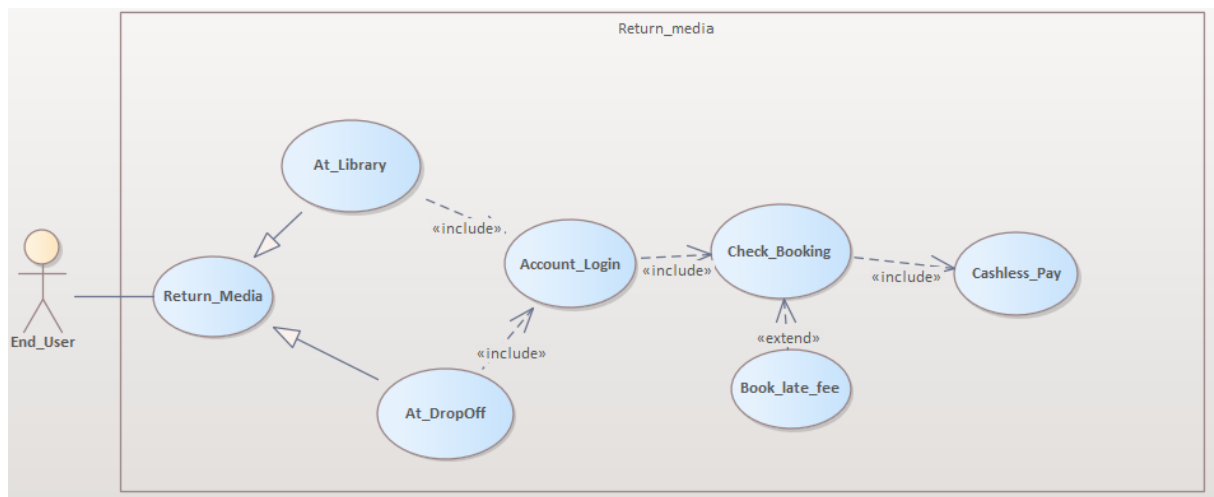 Return_media
At_Library
«include»
Account_Login
«include»
Check_Booking
«include»
Cashless_Pay
Return_Media
End_User
«include»
«extend»
Book_late_fee
At_DropOff